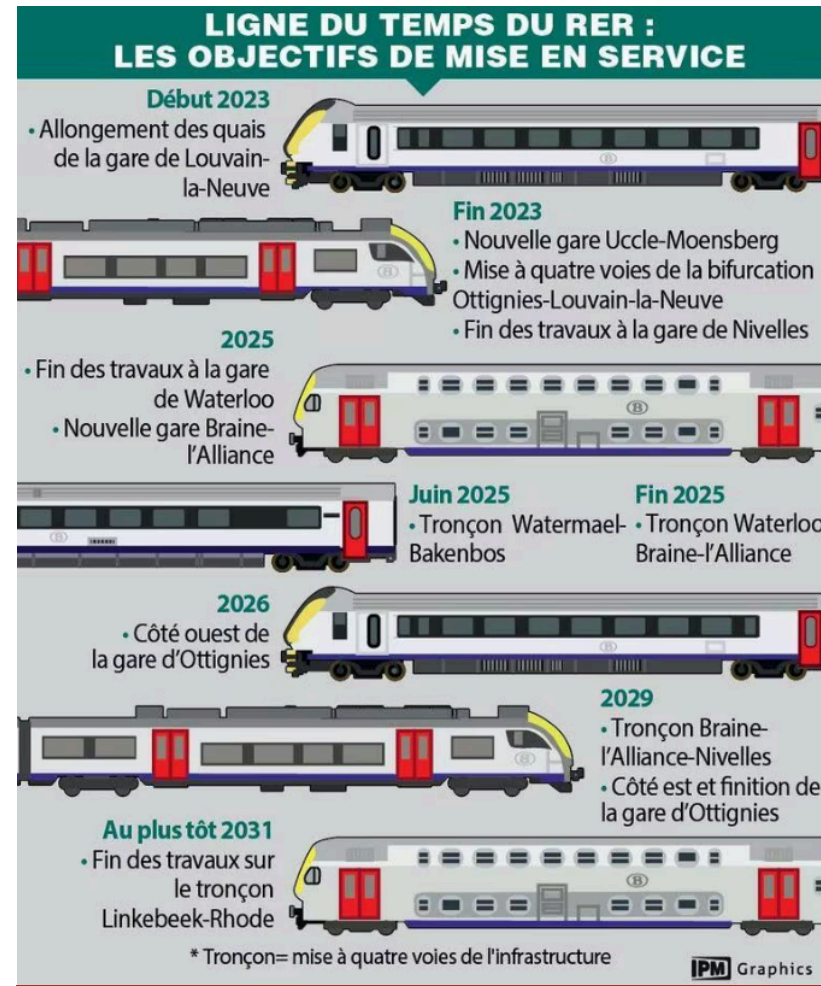 LIGNE DU TEMPS DU RER :
LES OBJECTIFS DE MISE EN SERVICE
Début 2023
• Allongement des quais
de la gare de Louvain-
la-Neuve
Fin 2023
• Nouvelle gare Uccle-Moensberg
• Mise à quatre voies de la bifurcation
Ottignies-Louvain-la-Neuve
• Fin des travaux à la gare de Nivelles
2025
• Fin des travaux à la gare
de Waterloo
• Nouvelle gare Braine-
l'Alliance
Juin 2025
• Tronçon Watermael-
Bakenbos
Fin 2025
• Tronçon Waterloo
Braine-l'Alliance
2026
• Côté ouest de
la gare d'Ottignies
2029
• Tronçon Braine-
l'Alliance-Nivelles
• Côté est et finition de
la gare d'Ottignies
Au plus tôt 2031
• Fin des travaux sur
le tronçon
Linkebeek-Rhode
* Tronçon= mise à quatre voies de l'infrastructure
IPM Graphics
B
B
B
B
B
B
B